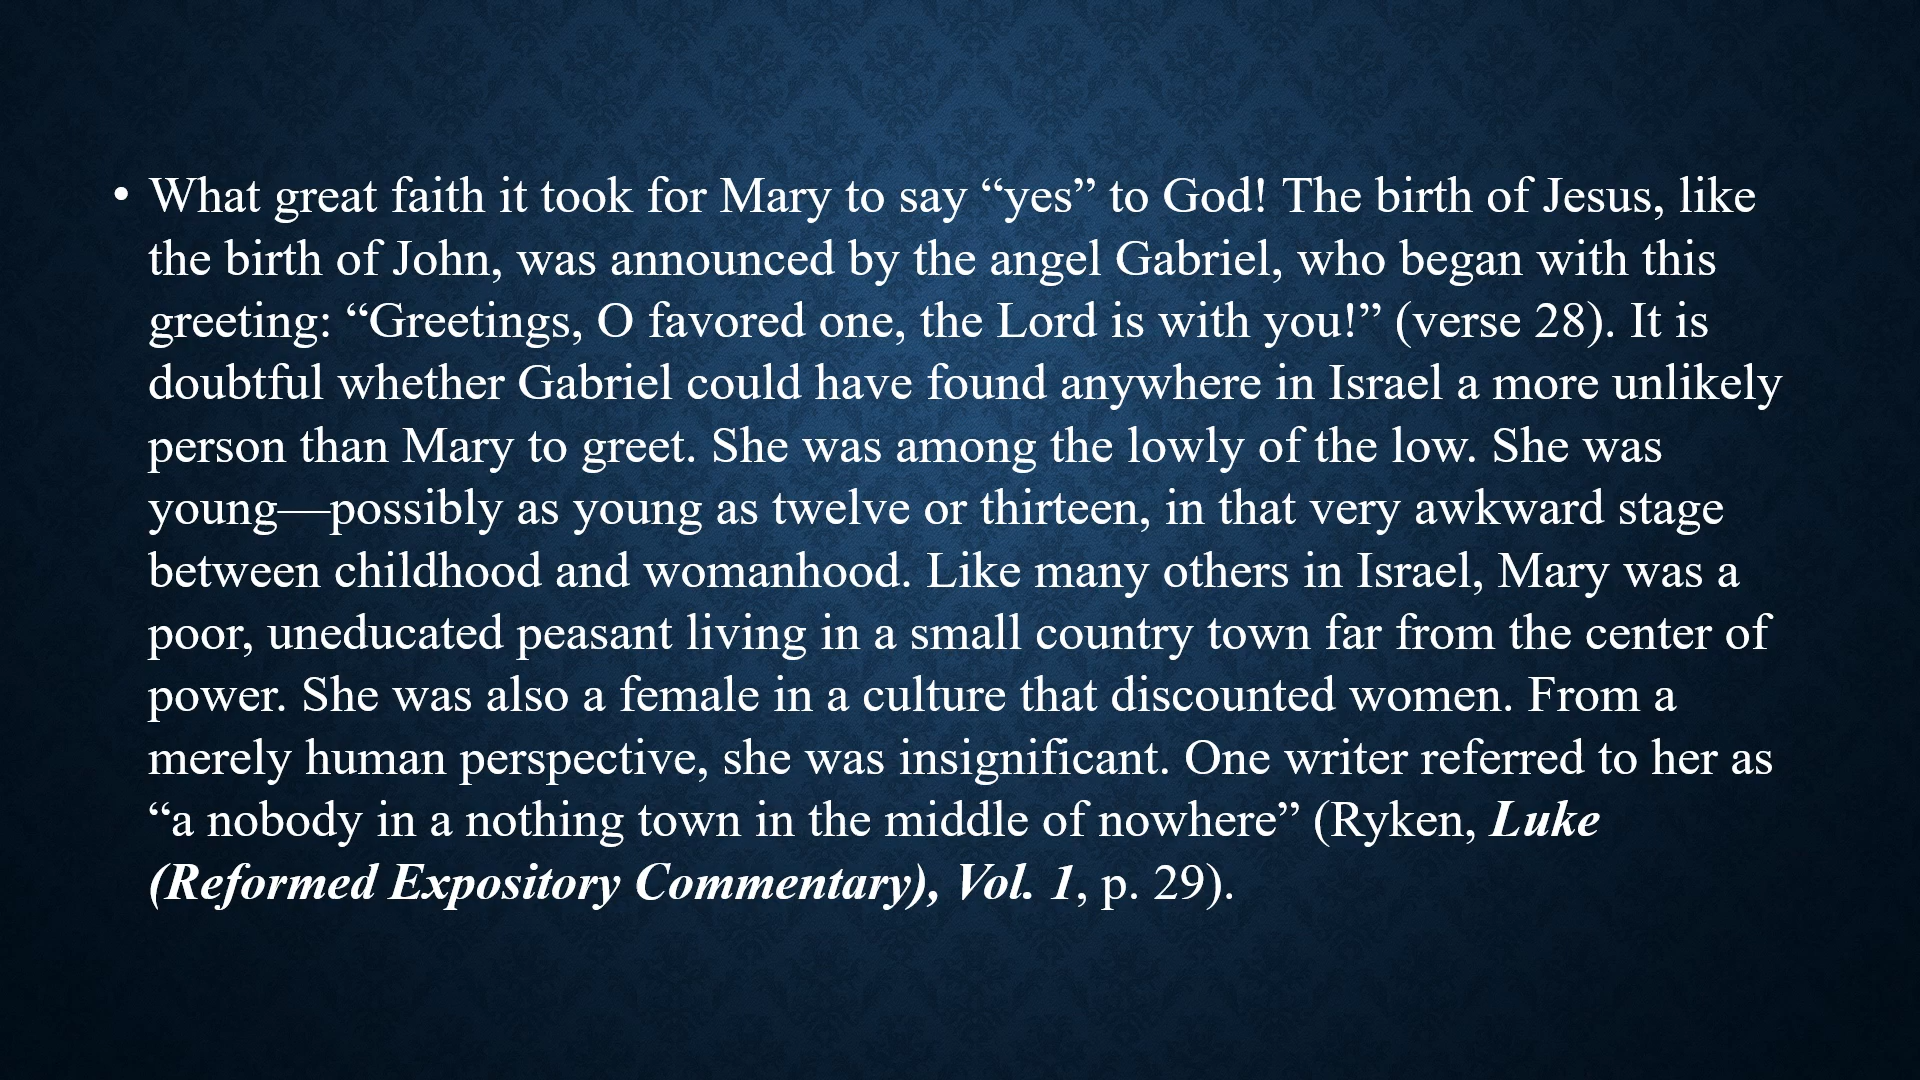 • What great faith it took for Mary to say “yes” to God! The birth of Jesus, like
the birth of John, was announced by the angel Gabriel, who began with this
greeting: “Greetings, O favored one, the Lord is with you!” (verse 28). It is
doubtful whether Gabriel could have found anywhere in Israel a more unlikely
person than Mary to greet. She was among the lowly of the low. She was
young—possibly as young as twelve or thirteen, in that very awkward stage
between childhood and womanhood. Like many others in Israel, Mary was a
poor, uneducated peasant living in a small country town far from the center of
power. She was also a female in a culture that discounted women. From a
merely human perspective, she was insignificant. One writer referred to her as
“a nobody in a nothing town in the middle of nowhere” (Ryken, Luke
(Reformed Expository Commentary), Vol. 1, p. 29).